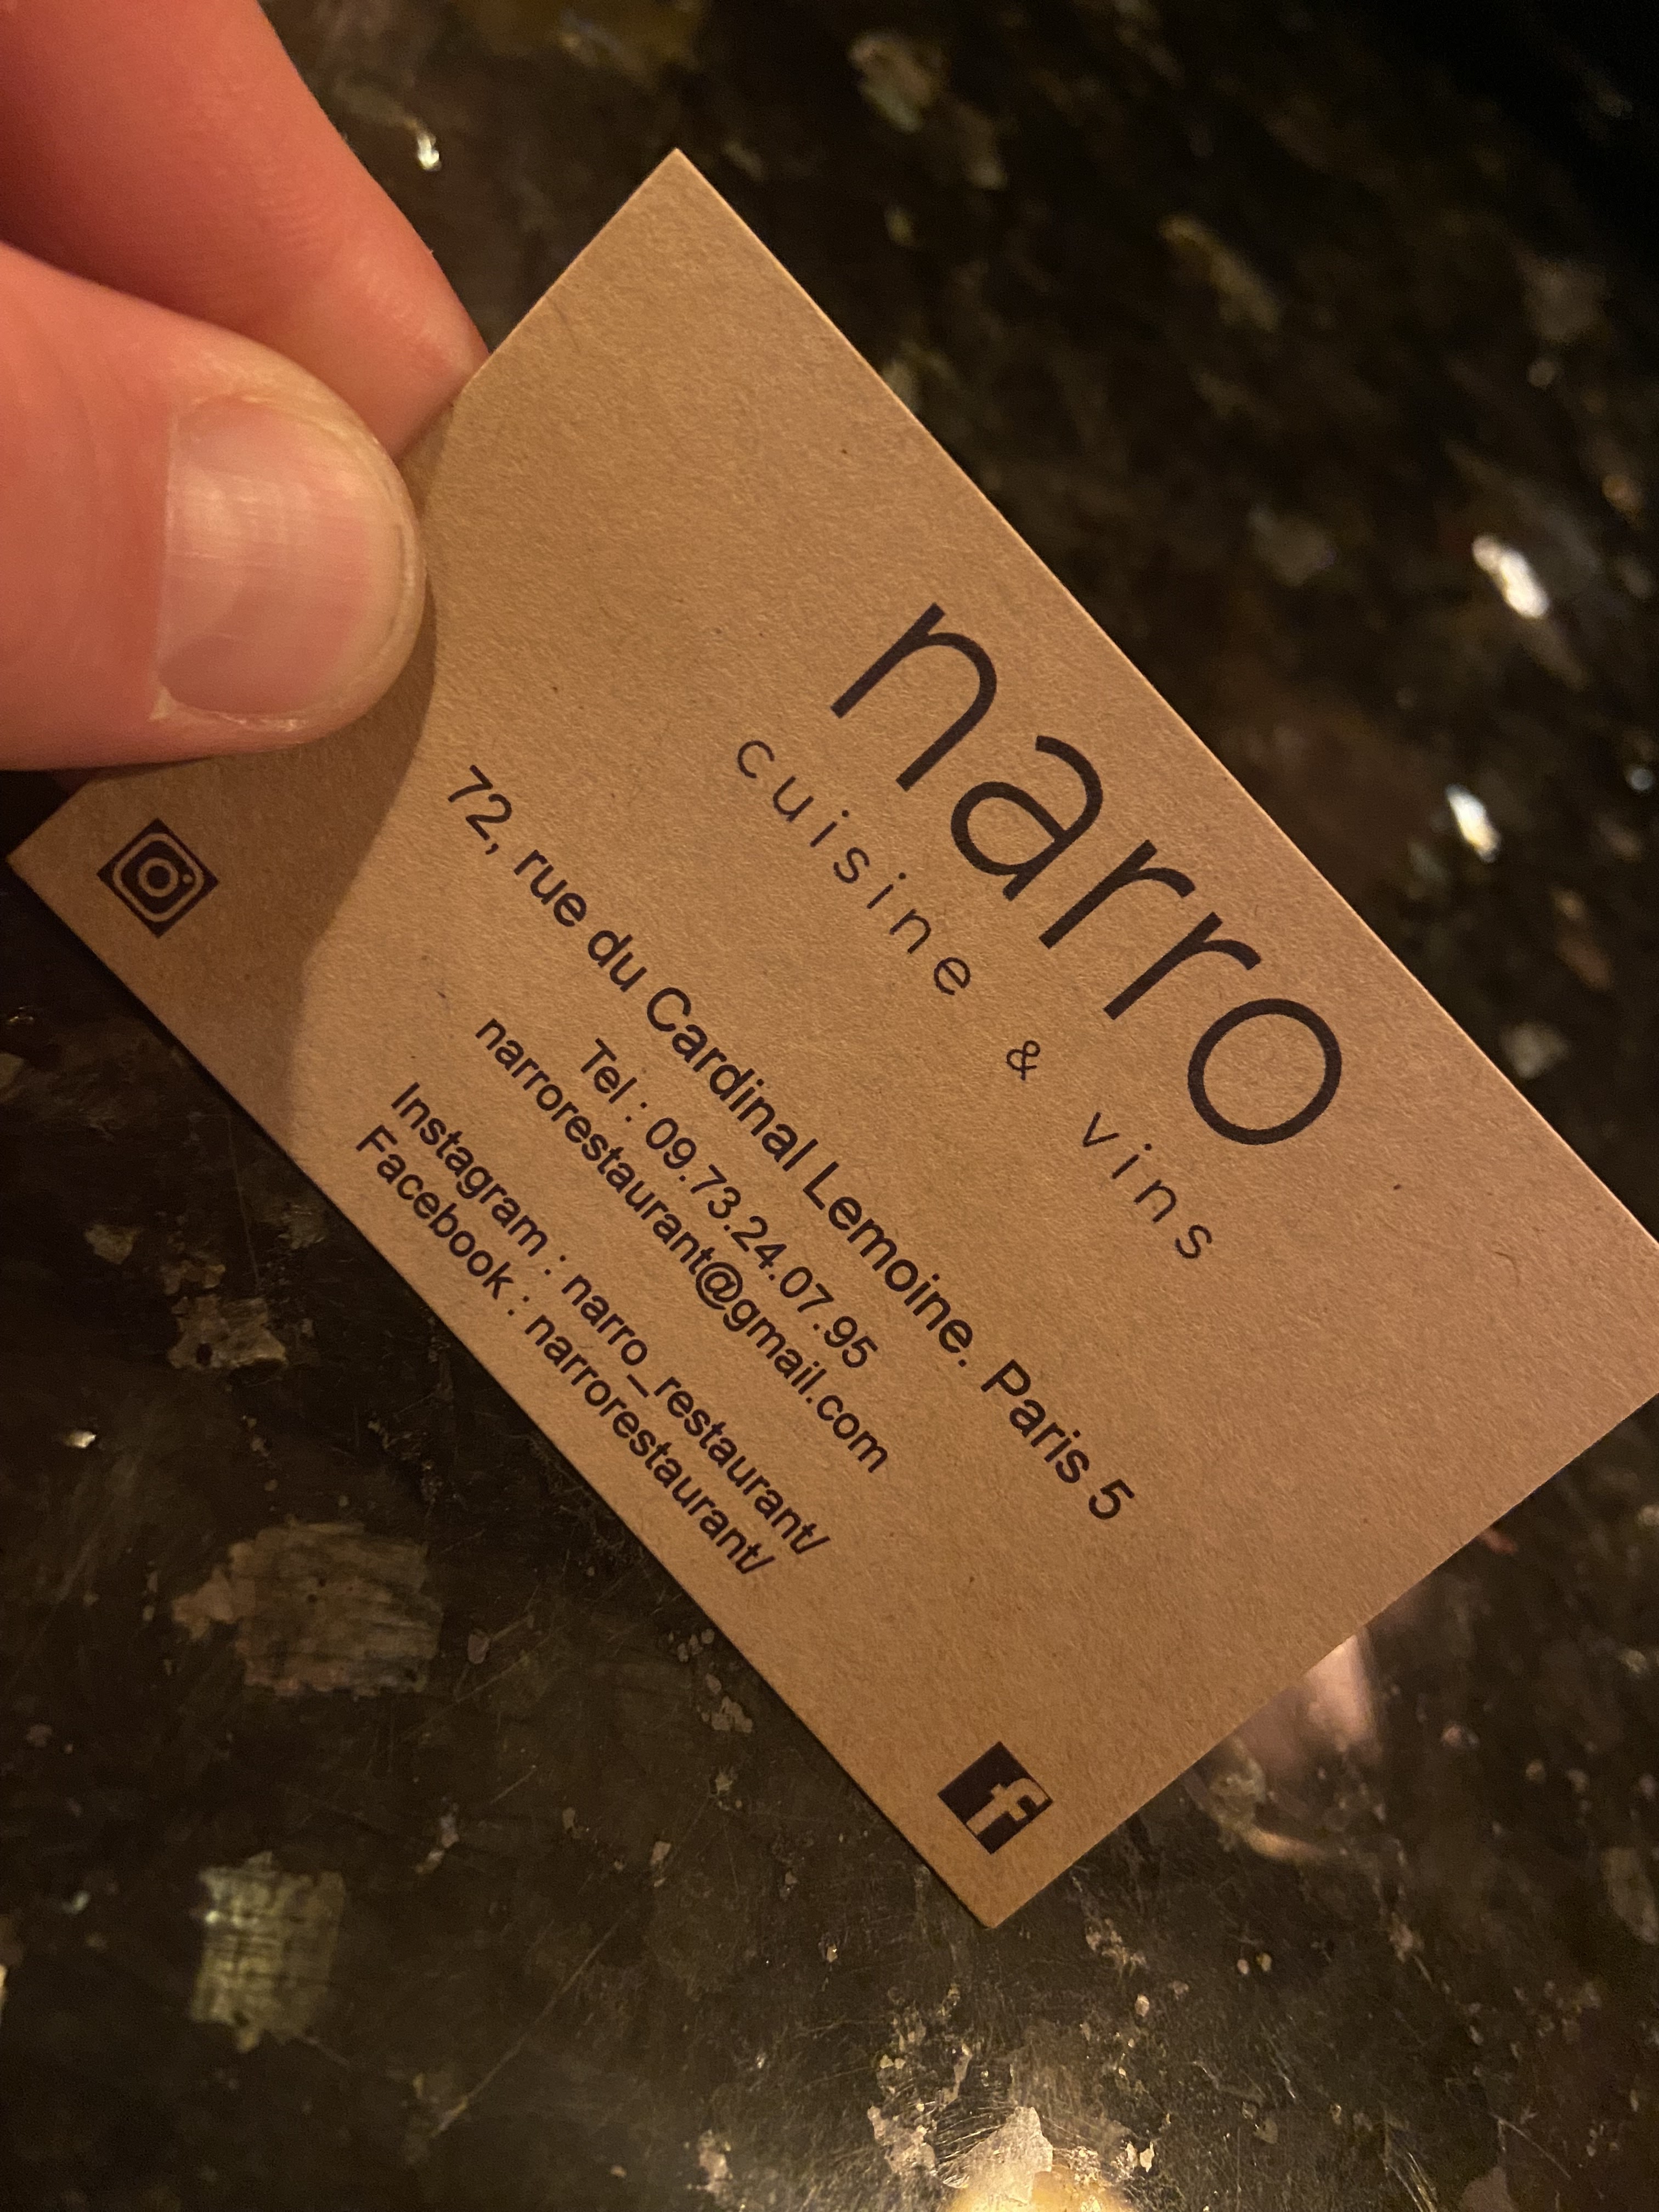 narro
cuisine & vins
72, rue du Cardinal Lemoine. Paris 5
Tel : 09.73.24.07.95
narrorestaurant@gmail.com
Instagram : narro_restaurant/
Facebook : narrorestaurant/
f